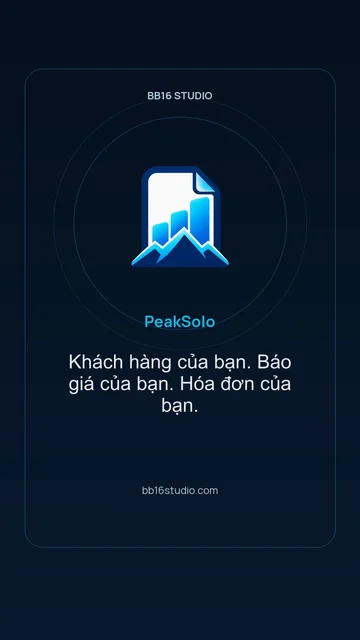 BB16 STUDIO
PeakSolo
Khách hàng của bạn. Báo
giá của bạn. Hóa đơn của
bạn.
bb16studio.com